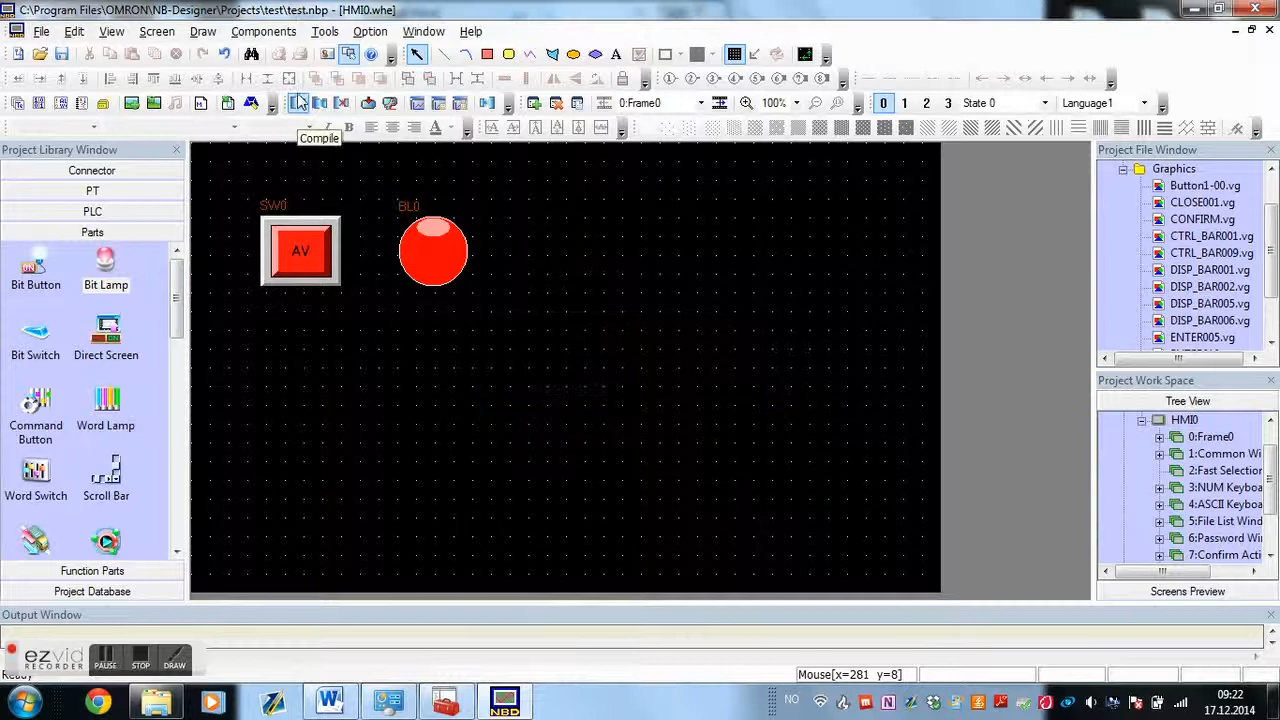 C:\Program Files\OMRON\NB-Designer\Projects\test\test.nbp - [HMI0.whe]
File Edit View Screen Draw Components Tools Option Window Help
0:Frame0 100% 0 1 2 3 State 0 Language1
Compile
Project Library Window
Connector
PT
PLC
Parts
Bit Button Bit Lamp
Bit Switch Direct Screen
Command Button Word Lamp
Word Switch Scroll Bar
Function Parts
Project Database
SW0 BL0
AV
Project File Window
Graphics
Button1-00.vg
CLOSE001.vg
CONFIRM.vg
CTRL_BAR001.vg
CTRL_BAR009.vg
DISP_BAR001.vg
DISP_BAR002.vg
DISP_BAR005.vg
DISP_BAR006.vg
ENTER005.vg
Project Work Space
Tree View
HMI0
0:Frame0
1:Common Wi
2:Fast Selection
3:NUM Keyboa
4:ASCII Keyboa
5:File List Wind
6:Password Wi
7:Confirm Acti
Screens Preview
Output Window
ezvid
RECORDER
PAUSE STOP DRAW
Mouse[x=281 y=8]
NBD
NO
09:22
17.12.2014